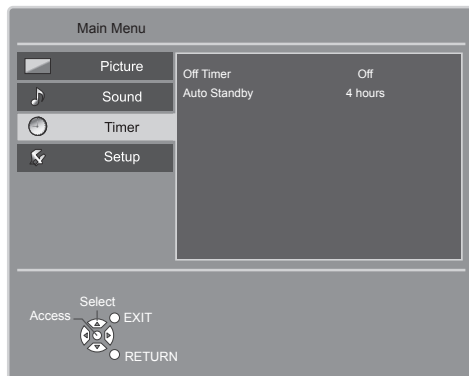 Main Menu
Picture
Sound
Timer
Setup
Off Timer Off
Auto Standby 4 hours
Select
Access
EXIT
RETURN